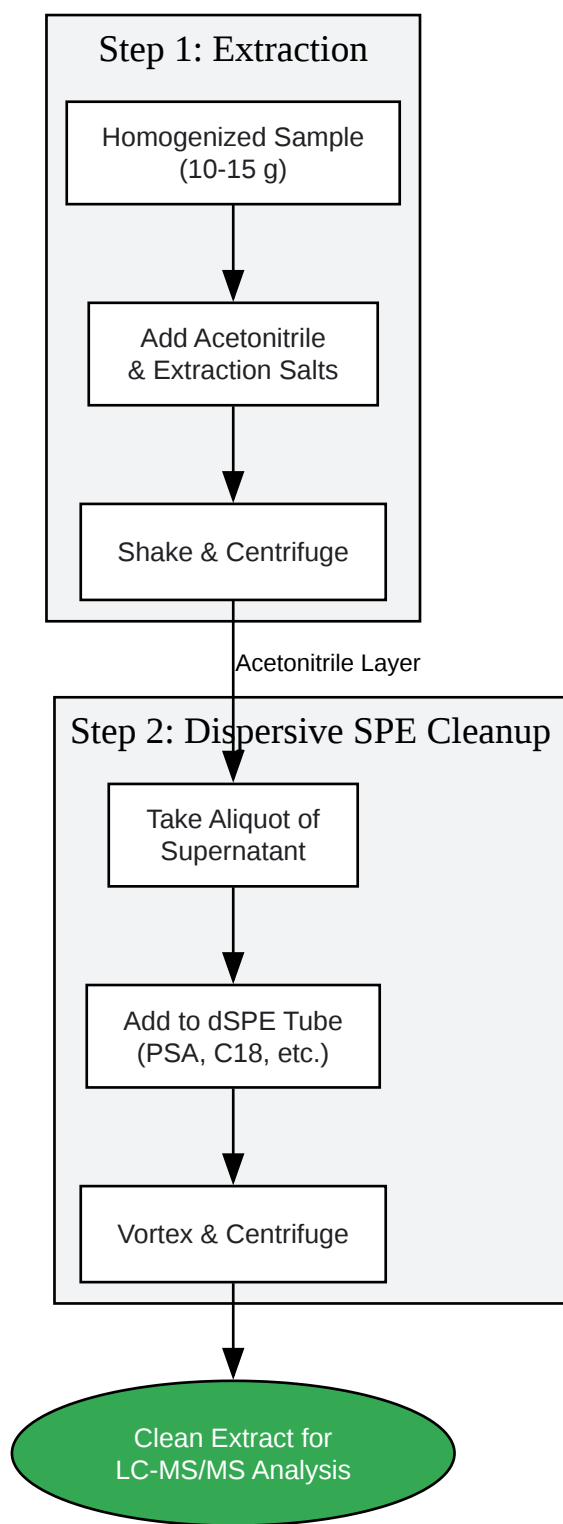 Step 1: Extraction
Homogenized Sample
(10-15 g)
Add Acetonitrile
& Extraction Salts
Shake & Centrifuge
Acetonitrile Layer
Step 2: Dispersive SPE Cleanup
Take Aliquot of
Supernatant
Add to dSPE Tube
(PSA, C18, etc.)
Vortex & Centrifuge
Clean Extract for
LC-MS/MS Analysis